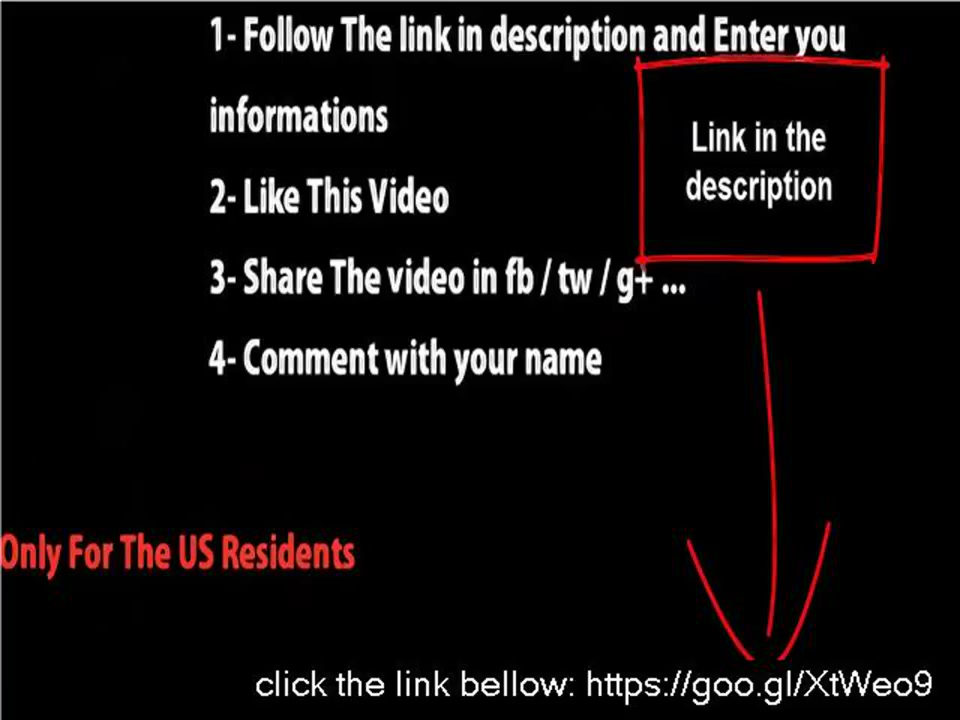 1- Follow The link in description and Enter you
informations
Link in the
description
2- Like This Video
3- Share The video in fb / tw / g+ ...
4- Comment with your name
Only For The US Residents
click the link bellow: https://goo.gl/XtWeo9